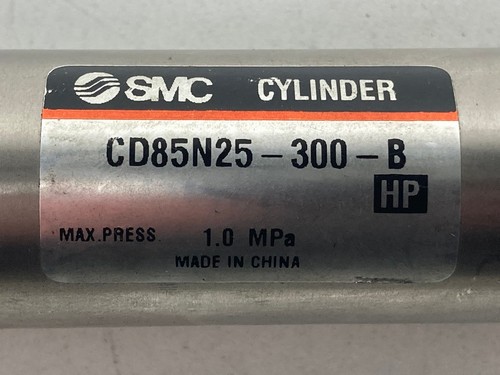 SMC CYLINDER
CD85N25-300-B
HP
MAX.PRESS. 1.0 MPa
MADE IN CHINA